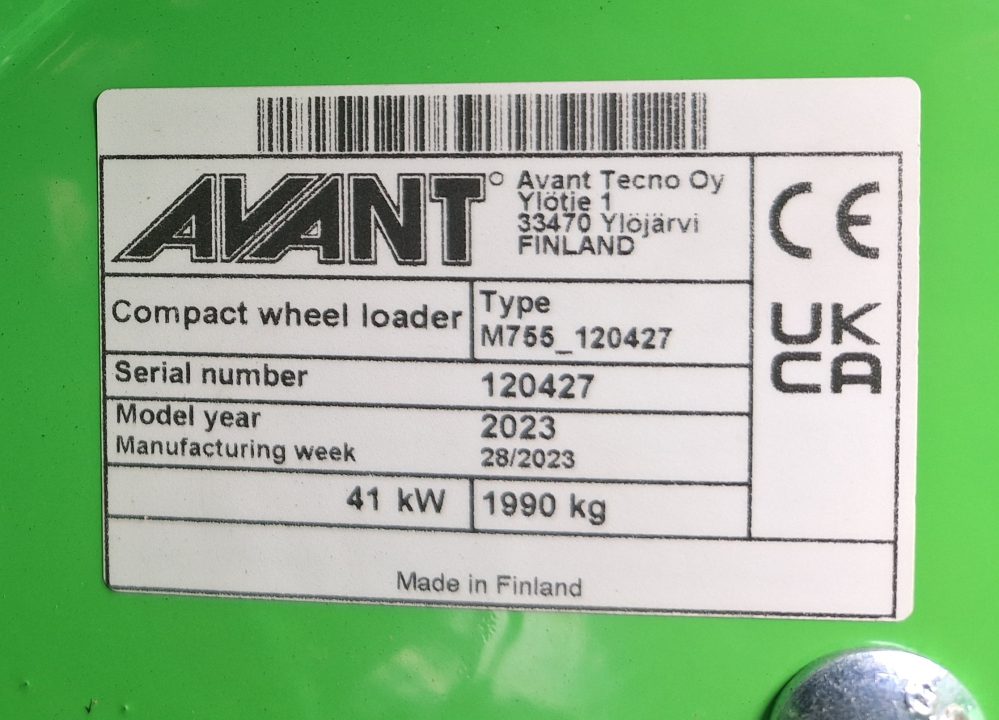 AVANT
Avant Tecno Oy
Ylötie 1
33470 Ylöjärvi
FINLAND
CE
Compact wheel loader
Type
M755_120427
UK
CA
Serial number 120427
Model year 2023
Manufacturing week 28/2023
41 kW 1990 kg
Made in Finland